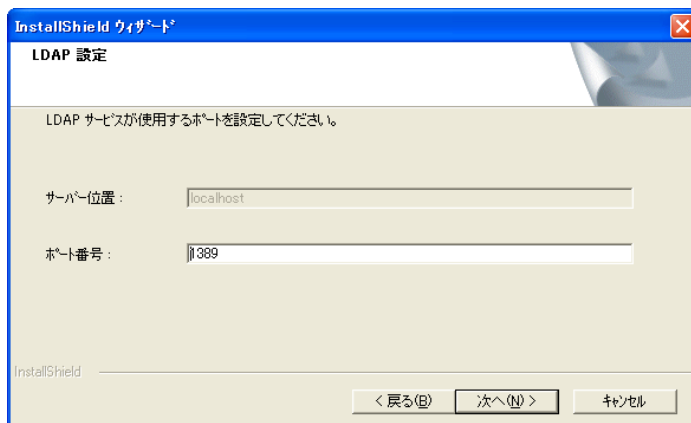 InstallShield ウィザード
LDAP 設定
LDAP サービスが使用するポートを設定してください。
サーバー位置 : localhost
ポート番号 : 1389
InstallShield
< 戻る(B) 次へ(N) > キャンセル